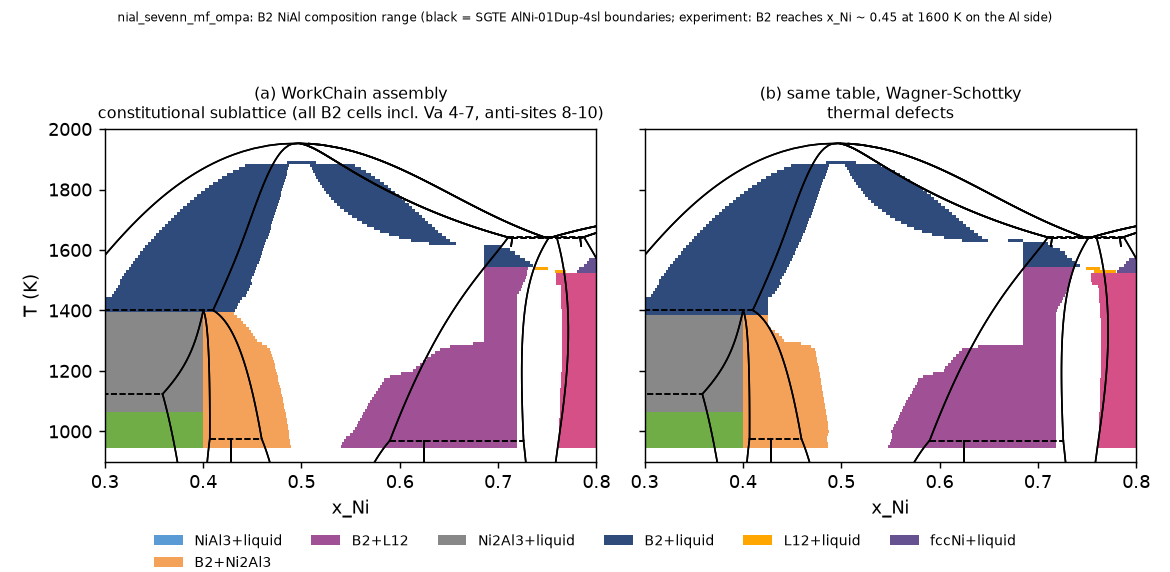 nial_sevenn_mf_ompa: B2 NiAl composition range (black = SGTE AlNi-01Dup-4sl boundaries; experiment: B2 reaches x_Ni ~ 0.45 at 1600 K on the Al side)
(a) WorkChain assembly
constitutional sublattice (all B2 cells incl. Va 4-7, anti-sites 8-10)
(b) same table, Wagner-Schottky
thermal defects
T (K)
2000
1800
1600
1400
1200
1000
0.3 0.4 0.5 0.6 0.7 0.8
x_Ni
0.3 0.4 0.5 0.6 0.7 0.8
x_Ni
NiAl3+liquid B2+L12 Ni2Al3+liquid B2+liquid L12+liquid fccNi+liquid
B2+Ni2Al3